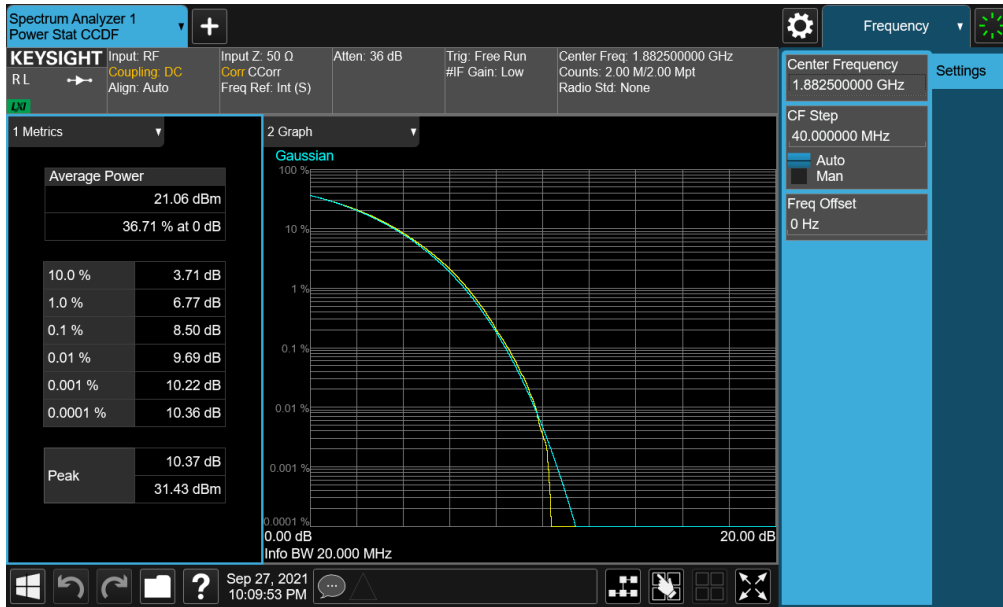 Spectrum Analyzer 1
Power Stat CCDF
Frequency
KEYSIGHT
R L
LXI
Input: RF
Coupling: DC
Align: Auto
Input Z: 50 Ω
Corr CCorr
Freq Ref: Int (S)
Atten: 36 dB
Trig: Free Run
#IF Gain: Low
Center Freq: 1.882500000 GHz
Counts: 2.00 M/2.00 Mpt
Radio Std: None
Center Frequency
1.882500000 GHz
Settings
CF Step
40.000000 MHz
Auto
Man
Freq Offset
0 Hz
1 Metrics
Average Power
21.06 dBm
36.71 % at 0 dB
10.0 % 3.71 dB
1.0 % 6.77 dB
0.1 % 8.50 dB
0.01 % 9.69 dB
0.001 % 10.22 dB
0.0001 % 10.36 dB
Peak
10.37 dB
31.43 dBm
2 Graph
Gaussian
100 %
10 %
1 %
0.1 %
0.01 %
0.001 %
0.0001 %
0.00 dB 20.00 dB
Info BW 20.000 MHz
?
Sep 27, 2021
10:09:53 PM